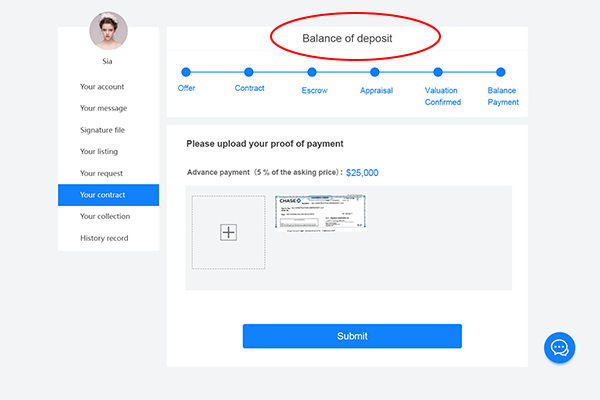 Balance of deposit
Sia
Your account
Your message
Signature file
Your listing
Your request
Your contract
Your collection
History record
Offer
Contract
Escrow
Appraisal
Valuation
Confirmed
Balance
Payment
Please upload your proof of payment
Advance payment (5 % of the asking price) : $25,000
CHASE
Submit